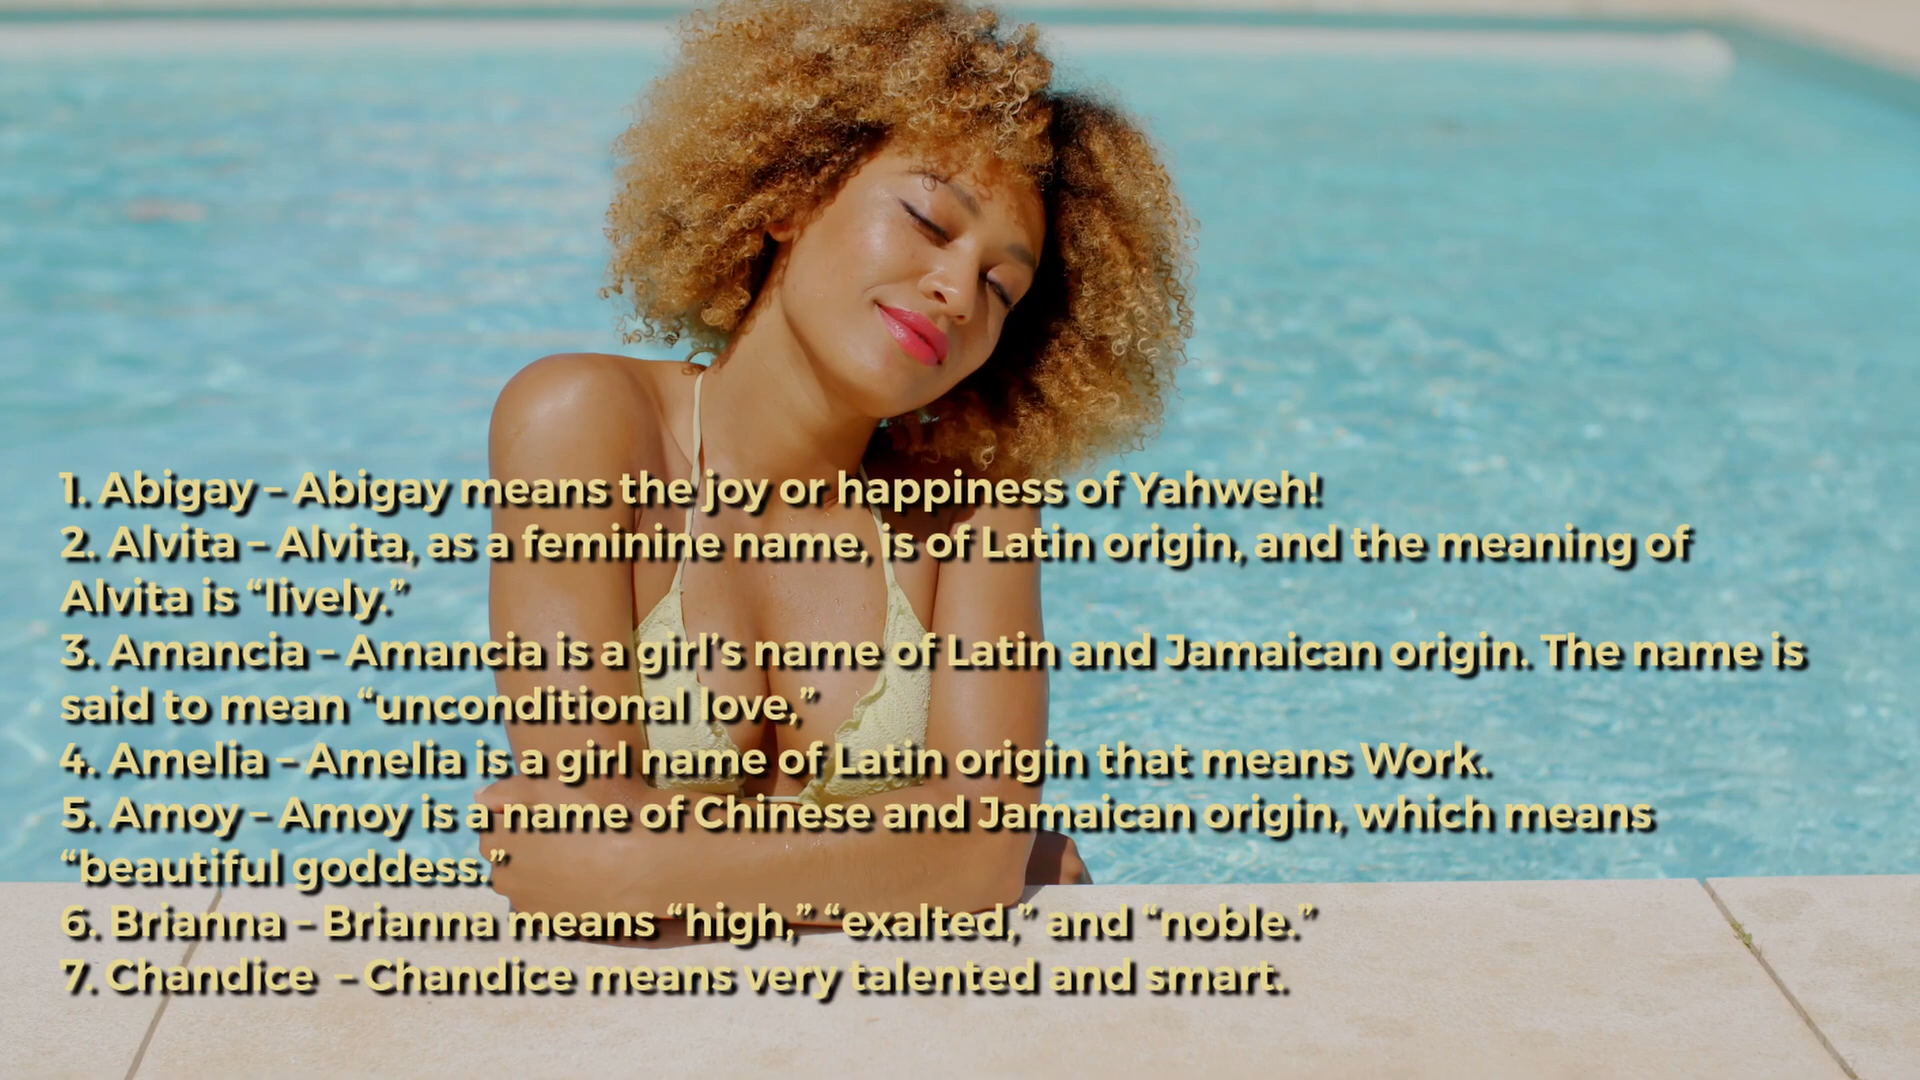 1. Abigay – Abigay means the joy or happiness of Yahweh!
2. Alvita – Alvita, as a feminine name, is of Latin origin, and the meaning of
Alvita is “lively.”
3. Amancia – Amancia is a girl’s name of Latin and Jamaican origin. The name is
said to mean “unconditional love,”
4. Amelia – Amelia is a girl name of Latin origin that means Work.
5. Amoy – Amoy is a name of Chinese and Jamaican origin, which means
“beautiful goddess.”
6. Brianna – Brianna means “high,” “exalted,” and “noble.”
7. Chandice – Chandice means very talented and smart.